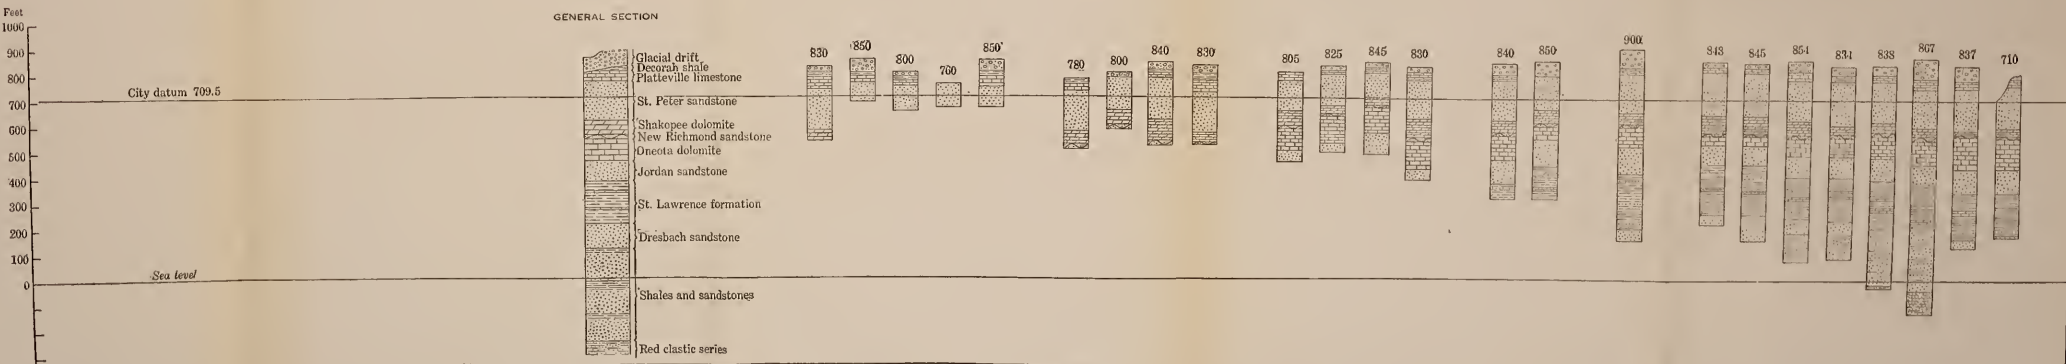 Feet
GENERAL SECTION
1000
900
800
700
600
500
400
300
200
100
0
City datum 709.5
Sea level
Glacial drift
Decorah shale
Platteville limestone
St. Peter sandstone
Shakopee dolomite
New Richmond sandstone
Oneota dolomite
Jordan sandstone
St. Lawrence formation
Dresbach sandstone
Shales and sandstones
Red clastic series
830 850 800 760 850 780 800 840 830 805 825 845 830 840 850 900 843 845 854 834 838 867 837 710